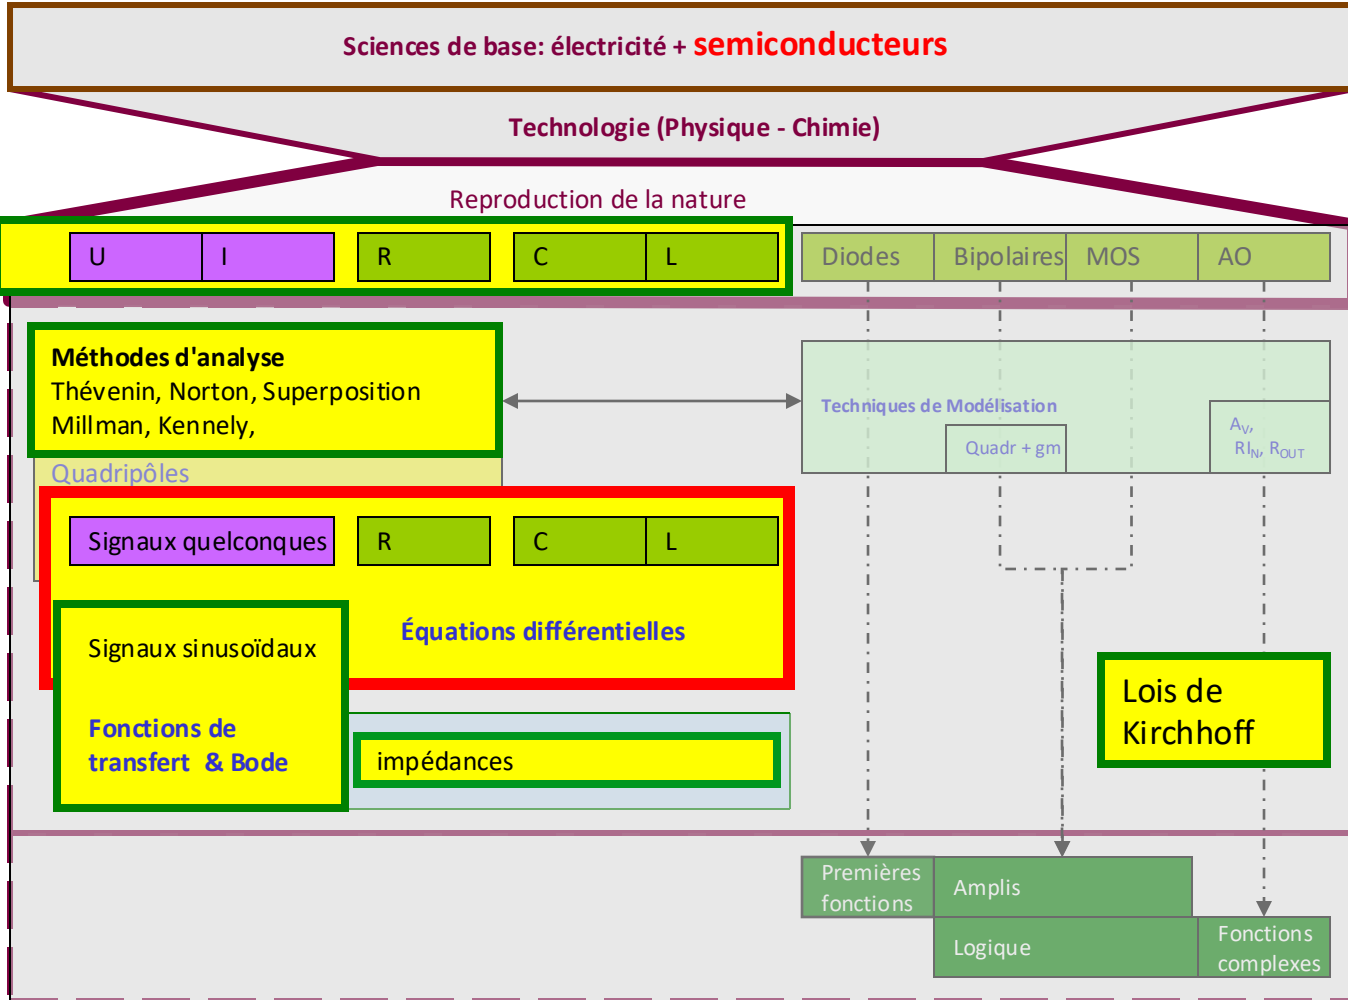 Sciences de base: électricité + semiconducteurs
Technologie (Physique - Chimie)
Reproduction de la nature
U I R C L Diodes Bipolaires MOS AO
Méthodes d'analyse
Thévenin, Norton, Superposition
Millman, Kennely,
Quadripôles
Techniques de Modélisation
Quadr + gm
AV,
RIN, ROUT
Signaux quelconques R C L
Équations différentielles
Signaux sinusoïdaux
Fonctions de
transfert & Bode
impédances
Lois de
Kirchhoff
Premières
fonctions
Amplis
Logique
Fonctions
complexes